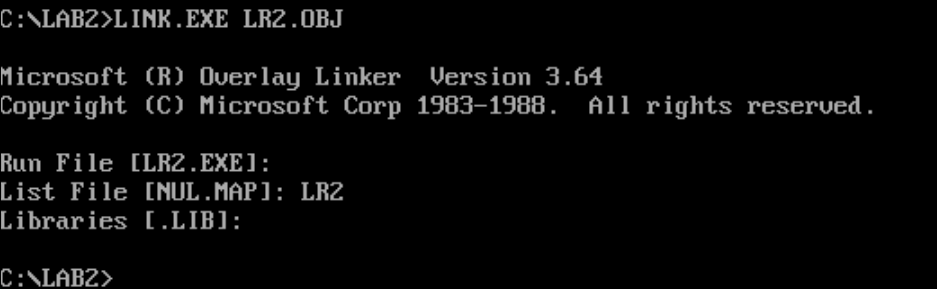 C:\LAB2>LINK.EXE LR2.OBJ
Microsoft (R) Overlay Linker  Version 3.64
Copyright (C) Microsoft Corp 1983-1988.  All rights reserved.
Run File [LR2.EXE]:
List File [NUL.MAP]: LR2
Libraries [.LIB]:
C:\LAB2>